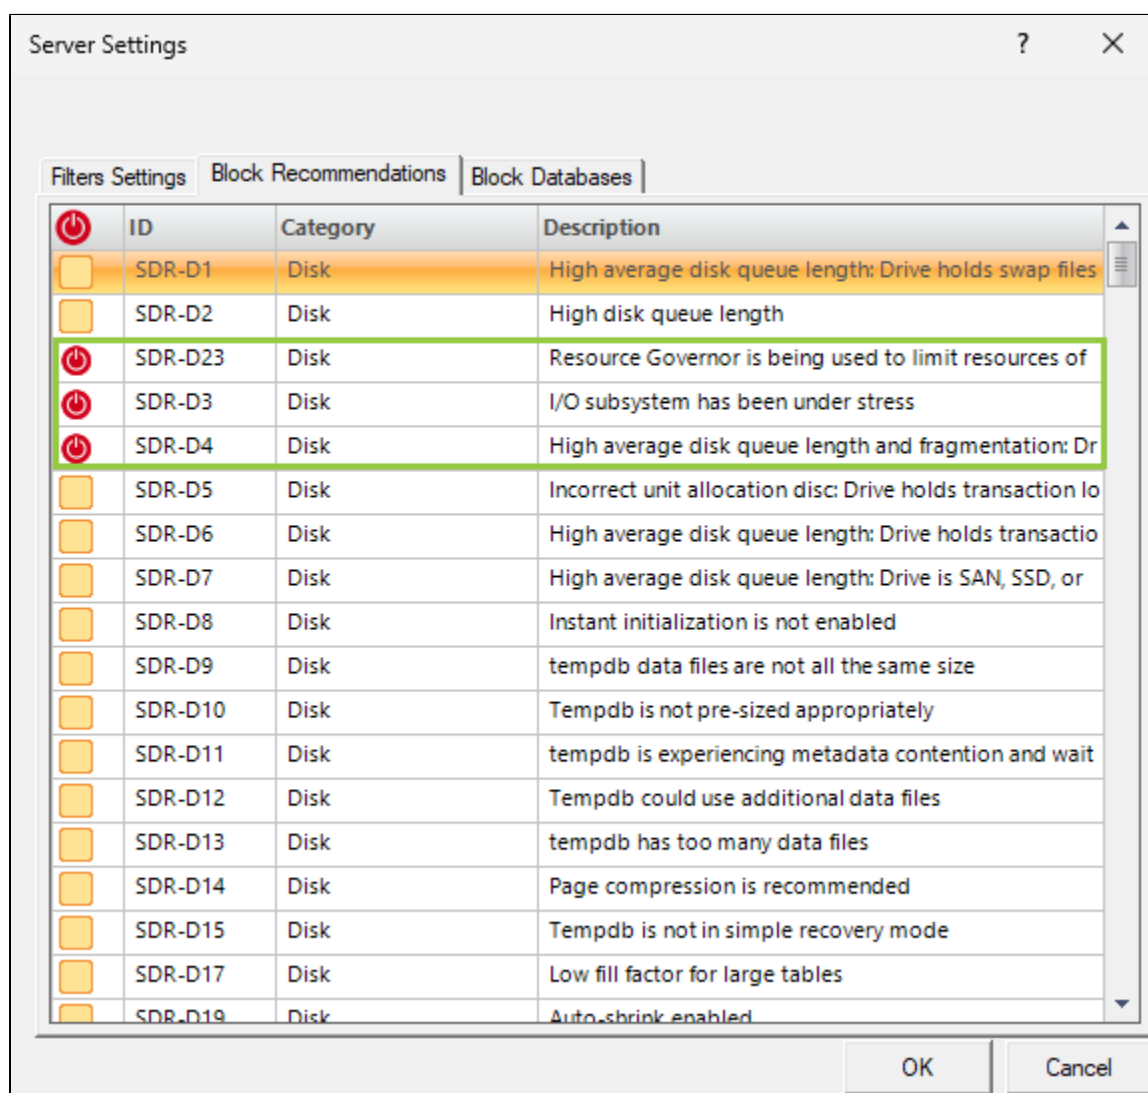 Server Settings ? ×
Filters Settings Block Recommendations Block Databases
ID Category Description
SDR-D1 Disk High average disk queue length: Drive holds swap files
SDR-D2 Disk High disk queue length
SDR-D23 Disk Resource Governor is being used to limit resources of
SDR-D3 Disk I/O subsystem has been under stress
SDR-D4 Disk High average disk queue length and fragmentation: Dr
SDR-D5 Disk Incorrect unit allocation disc: Drive holds transaction lo
SDR-D6 Disk High average disk queue length: Drive holds transactio
SDR-D7 Disk High average disk queue length: Drive is SAN, SSD, or
SDR-D8 Disk Instant initialization is not enabled
SDR-D9 Disk tempdb data files are not all the same size
SDR-D10 Disk Tempdb is not pre-sized appropriately
SDR-D11 Disk tempdb is experiencing metadata contention and wait
SDR-D12 Disk Tempdb could use additional data files
SDR-D13 Disk tempdb has too many data files
SDR-D14 Disk Page compression is recommended
SDR-D15 Disk Tempdb is not in simple recovery mode
SDR-D17 Disk Low fill factor for large tables
SDR-D19 Disk Auto-shrink enabled
OK Cancel